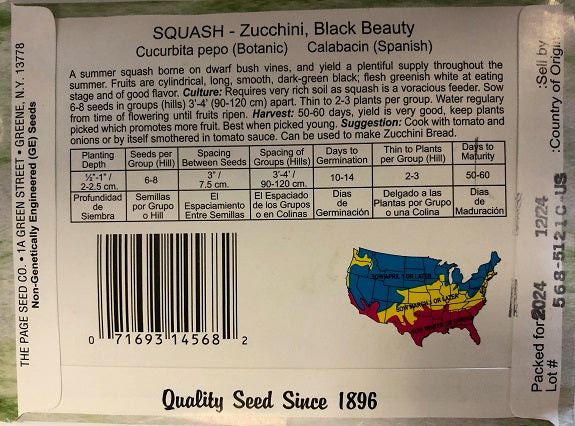 SQUASH - Zucchini, Black Beauty
Cucurbita pepo (Botanic) Calabacin (Spanish)
A summer squash borne on dwarf bush vines, and yield a plentiful supply throughout the
summer. Fruits are cylindrical, long, smooth, dark-green black; flesh greenish white at eating
stage and of good flavor. Culture: Requires very rich soil as squash is a voracious feeder. Sow
6-8 seeds in groups (hills) 3'-4' (90-120 cm) apart. Thin to 2-3 plants per group. Water regulary
from time of flowering until fruits ripen. Harvest: 50-60 days, yield is very good, keep plants
picked which promotes more fruit. Best when picked young. Suggestion: Cook with tomato and
onions or by itself smothered in tomato sauce. Can be used to make Zucchini Bread.
Planting Depth • Seeds per Group (Hill) Spacing Between Seeds Spacing of Groups (Hills) Days to Germination Thin to Plants per Group (Hill) Days to Maturity
½"-1" / 2-2.5 cm. 6-8 3" / 7.5 cm. 3'-4' / 90-120 cm. 10-14 2-3 50-60
Profundidad de Siembra Semillas por Grupo o Hill El Espaciamiento Entre Semillas El Espaciado de los Grupos o en Colinas Dias de Germinación Delgado a las Plantas por Grupo o una Colina Dias de Maduración
SOW APRIL 1 OR LATER
SOW MARCH 1 OR LATER
0 71693 14568 2
Quality Seed Since 1896
THE PAGE SEED CO. • 1A GREEN STREET • GREENE, N.Y. 13778
Non-Genetically Engineered (GE) Seeds
Packed for 2024
Lot #
:Sell by
12/24
:Country of Origin
568-5121C-US